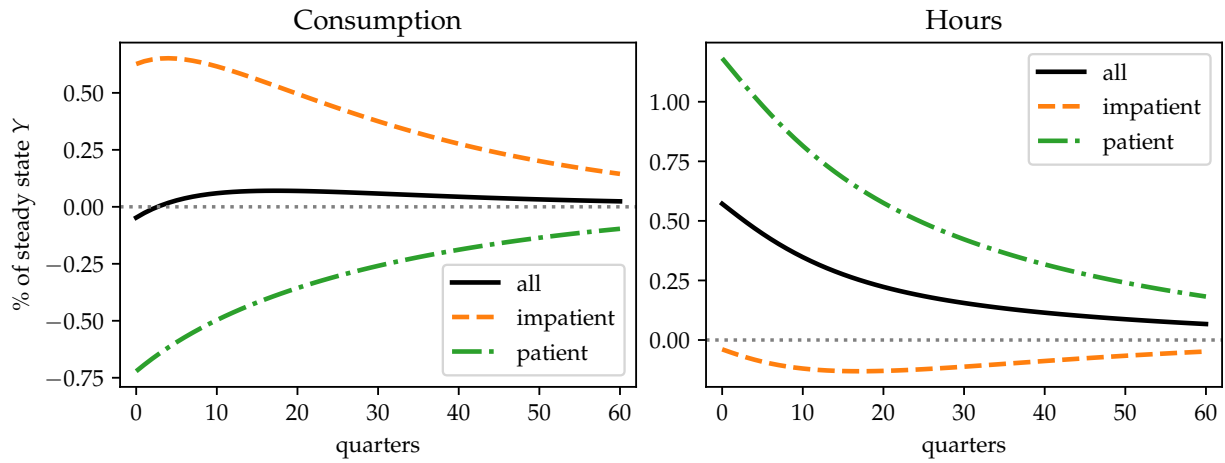 Consumption
% of steady state Y
0.50
0.25
0.00
−0.25
−0.50
−0.75
all
impatient
patient
0 10 20 30 40 50 60
quarters
Hours
1.00
0.75
0.50
0.25
0.00
all
impatient
patient
0 10 20 30 40 50 60
quarters